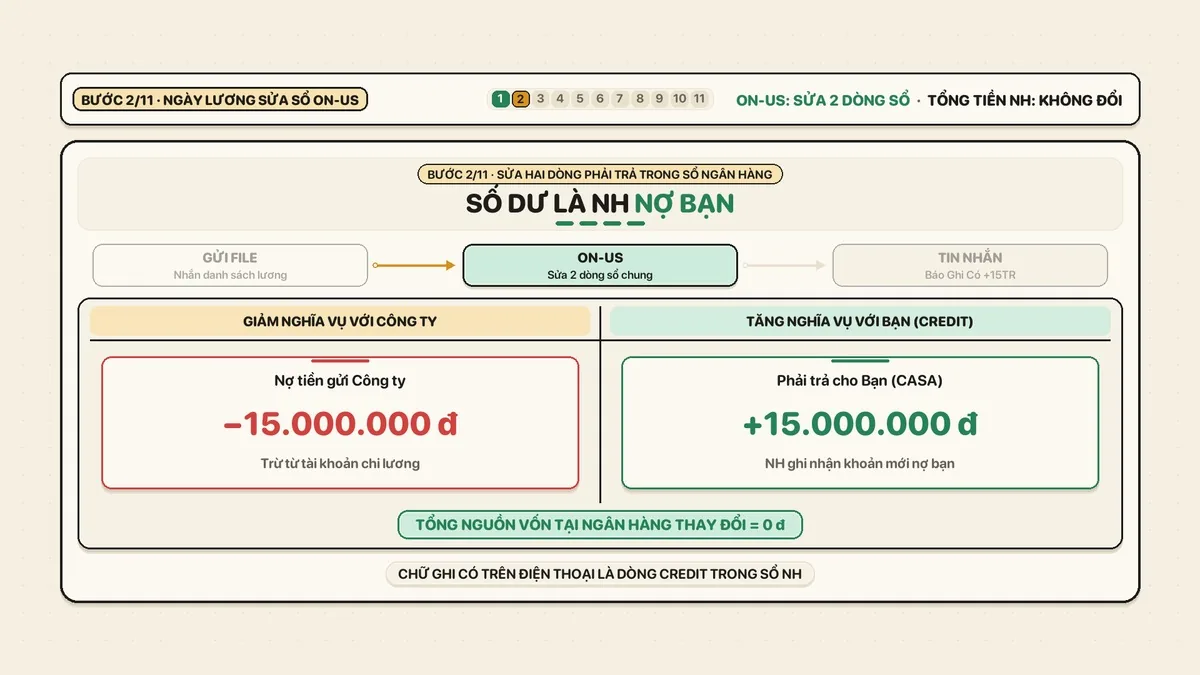 BƯỚC 2/11 · NGÀY LƯƠNG SỬA SỔ ON-US
1 2 3 4 5 6 7 8 9 10 11
ON-US: SỬA 2 DÒNG SỔ · TỔNG TIỀN NH: KHÔNG ĐỔI
BƯỚC 2/11 · SỬA HAI DÒNG PHẢI TRẢ TRONG SỔ NGÂN HÀNG
SỐ DƯ LÀ NH NỢ BẠN
GỬI FILE
Nhắn danh sách lương
ON-US
Sửa 2 dòng sổ chung
TIN NHẮN
Báo Ghi Có +15TR
GIẢM NGHĨA VỤ VỚI CÔNG TY
TĂNG NGHĨA VỤ VỚI BẠN (CREDIT)
Nợ tiền gửi Công ty
−15.000.000 đ
Trừ từ tài khoản chi lương
Phải trả cho Bạn (CASA)
+15.000.000 đ
NH ghi nhận khoản mới nợ bạn
TỔNG NGUỒN VỐN TẠI NGÂN HÀNG THAY ĐỔI = 0 đ
CHỮ GHI CÓ TRÊN ĐIỆN THOẠI LÀ DÒNG CREDIT TRONG SỔ NH